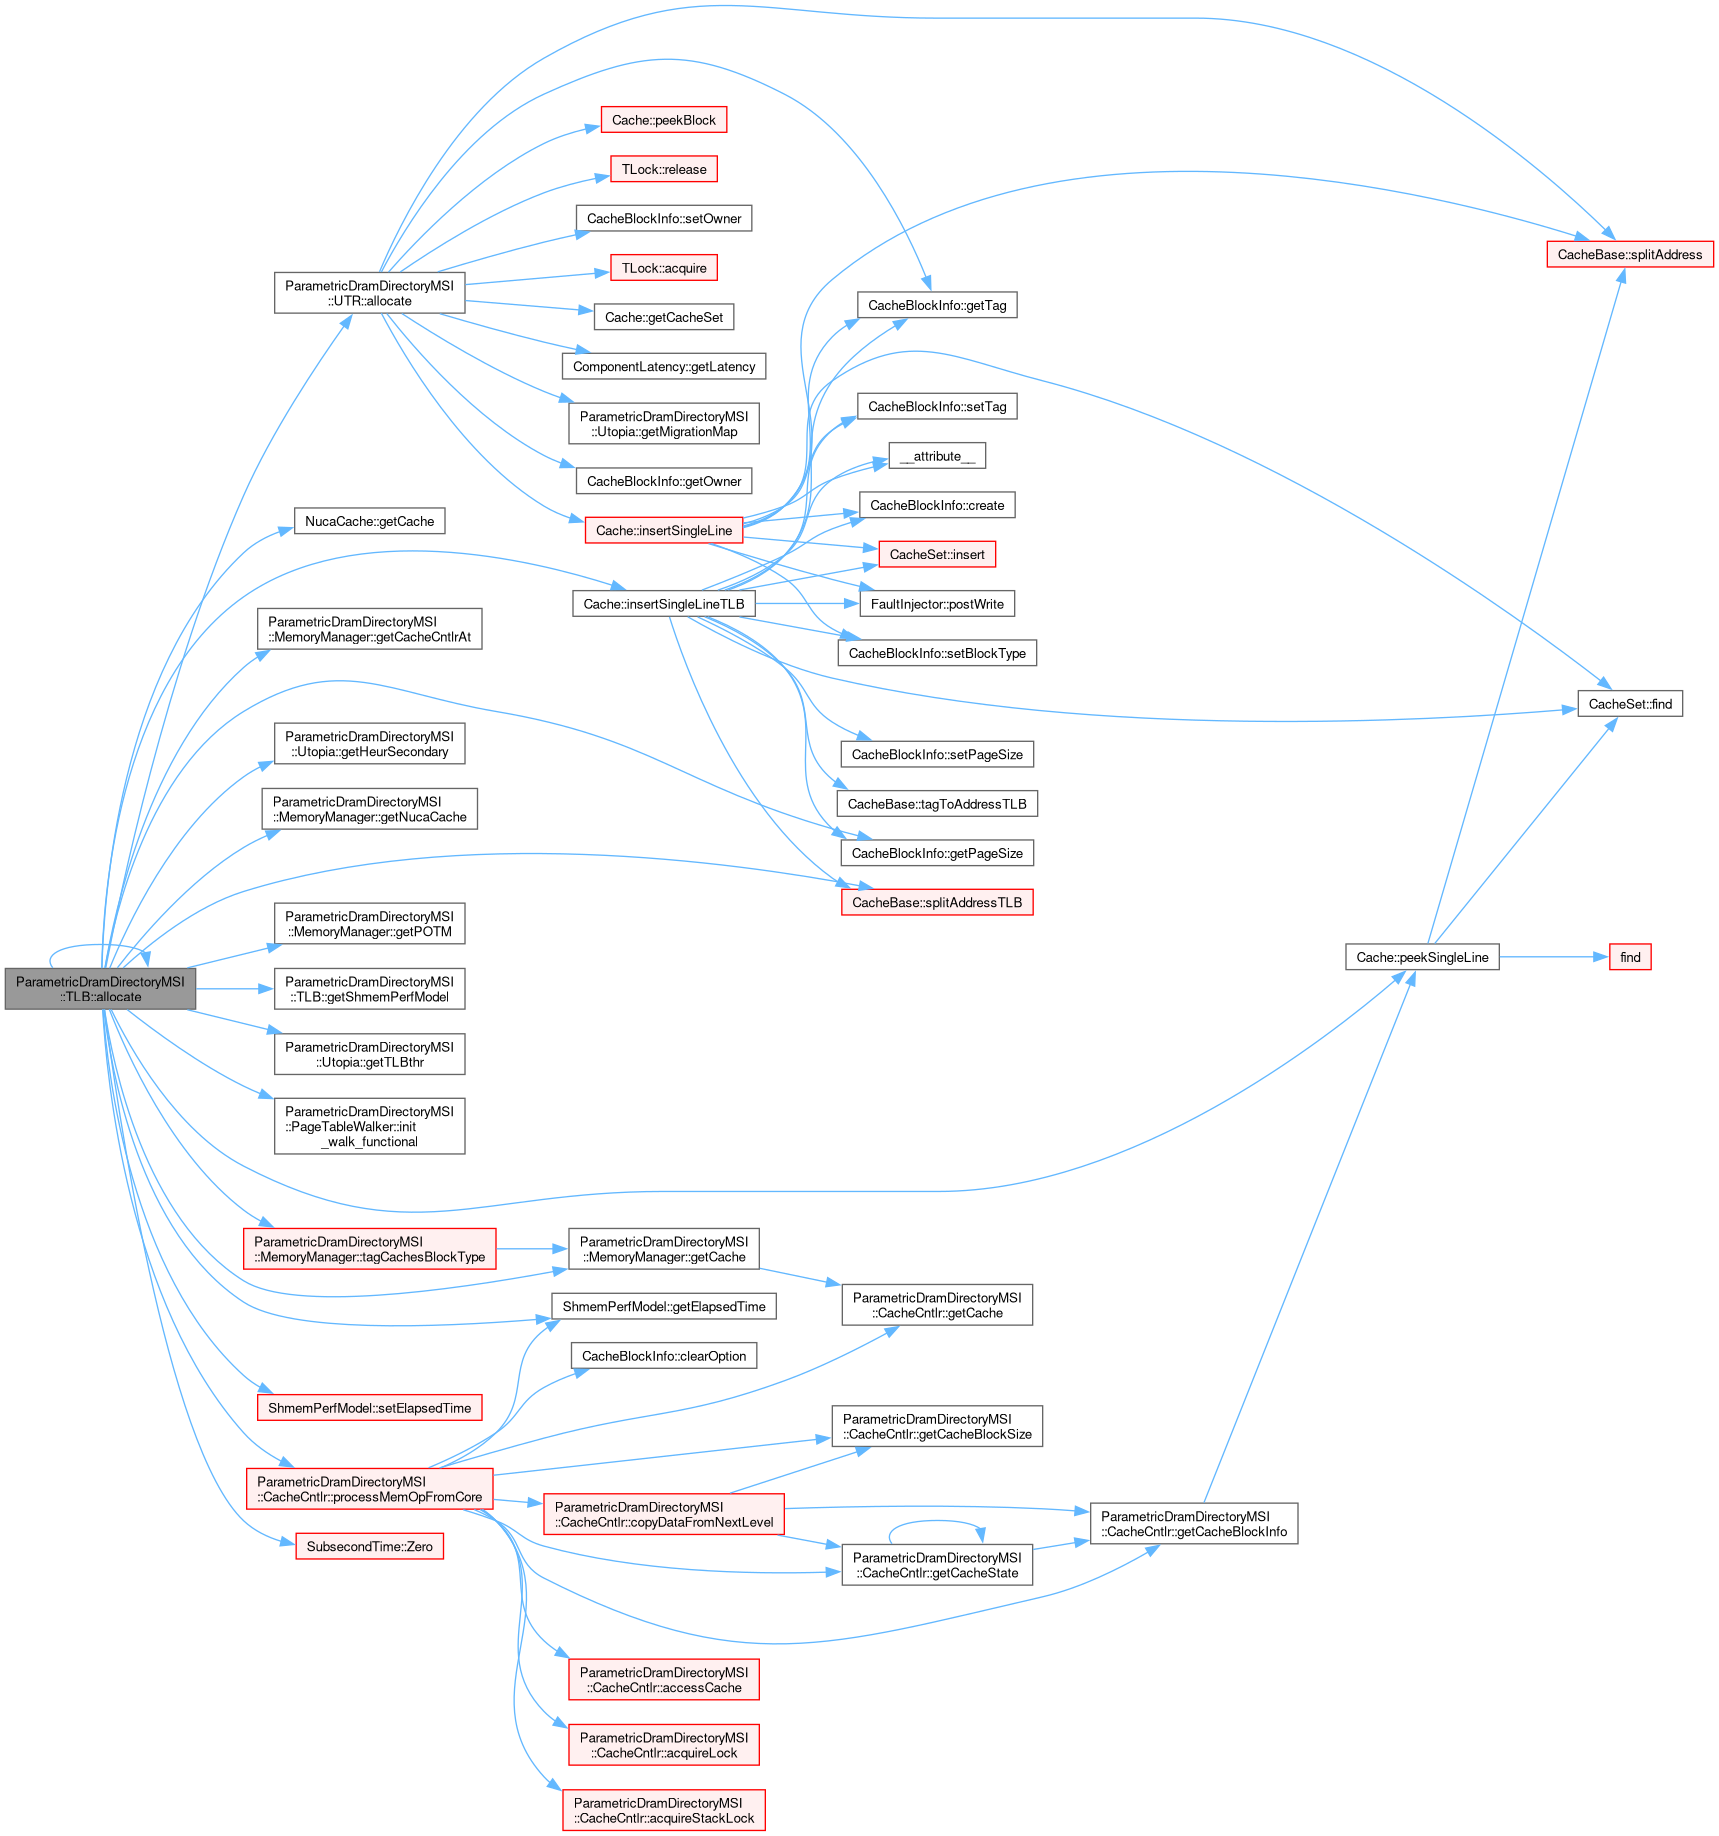 ParametricDramDirectoryMSI
::TLB::allocate
ParametricDramDirectoryMSI
::UTR::allocate
NucaCache::getCache
ParametricDramDirectoryMSI
::MemoryManager::getCacheCntlrAt
ParametricDramDirectoryMSI
::Utopia::getHeurSecondary
ParametricDramDirectoryMSI
::MemoryManager::getNucaCache
ParametricDramDirectoryMSI
::MemoryManager::getPOTM
ParametricDramDirectoryMSI
::TLB::getShmemPerfModel
ParametricDramDirectoryMSI
::Utopia::getTLBthr
ParametricDramDirectoryMSI
::PageTableWalker::init
_walk_functional
ParametricDramDirectoryMSI
::MemoryManager::tagCachesBlockType
ShmemPerfModel::setElapsedTime
ParametricDramDirectoryMSI
::CacheCntlr::processMemOpFromCore
SubsecondTime::Zero
Cache::peekBlock
TLock::release
CacheBlockInfo::setOwner
TLock::acquire
Cache::getCacheSet
ComponentLatency::getLatency
ParametricDramDirectoryMSI
::Utopia::getMigrationMap
CacheBlockInfo::getOwner
Cache::insertSingleLine
Cache::insertSingleLineTLB
ParametricDramDirectoryMSI
::MemoryManager::getCache
ShmemPerfModel::getElapsedTime
CacheBlockInfo::clearOption
ParametricDramDirectoryMSI
::CacheCntlr::copyDataFromNextLevel
ParametricDramDirectoryMSI
::CacheCntlr::accessCache
ParametricDramDirectoryMSI
::CacheCntlr::acquireLock
ParametricDramDirectoryMSI
::CacheCntlr::acquireStackLock
CacheBlockInfo::getTag
CacheBlockInfo::setTag
__attribute__
CacheBlockInfo::create
CacheSet::insert
FaultInjector::postWrite
CacheBlockInfo::setBlockType
CacheBlockInfo::setPageSize
CacheBase::tagToAddressTLB
CacheBlockInfo::getPageSize
CacheBase::splitAddressTLB
ParametricDramDirectoryMSI
::CacheCntlr::getCache
ParametricDramDirectoryMSI
::CacheCntlr::getCacheBlockSize
ParametricDramDirectoryMSI
::CacheCntlr::getCacheState
ParametricDramDirectoryMSI
::CacheCntlr::getCacheBlockInfo
Cache::peekSingleLine
CacheBase::splitAddress
CacheSet::find
find